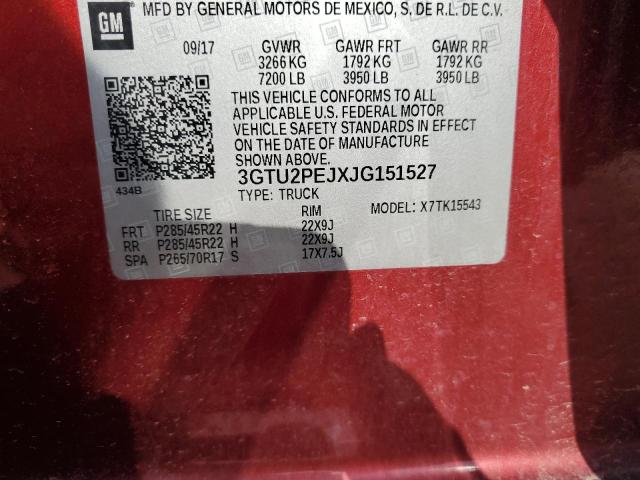 GM
MFD BY GENERAL MOTORS DE MEXICO, S. DE R.L. DE C.V.
09/17 GVWR GAWR FRT GAWR RR
3266 KG 1792 KG 1792 KG
7200 LB 3950 LB 3950 LB
THIS VEHICLE CONFORMS TO ALL
APPLICABLE U.S. FEDERAL MOTOR
VEHICLE SAFETY STANDARDS IN EFFECT
ON THE DATE OF MANUFACTURE
SHOWN ABOVE.
3GTU2PEJXJG151527
434B
TYPE: TRUCK
MODEL: X7TK15543
TIRE SIZE RIM
FRT P285/45R22 H 22X9J
RR P285/45R22 H 22X9J
SPA P265/70R17 S 17X7.5J